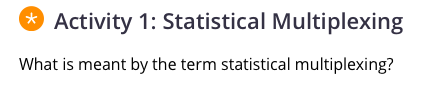 Activity 1: Statistical Multiplexing
What is meant by the term statistical multiplexing?